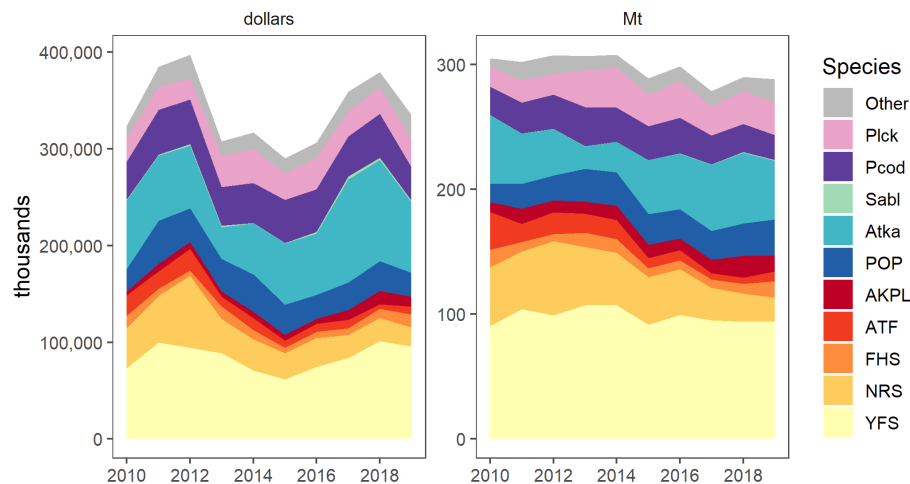 dollars
Mt
thousands
400,000
300,000
200,000
100,000
0
300
200
100
0
2010
2012
2014
2016
2018
2010
2012
2014
2016
2018
Species
Other
Plck
Pcod
Sabl
Atka
POP
AKPL
ATF
FHS
NRS
YFS